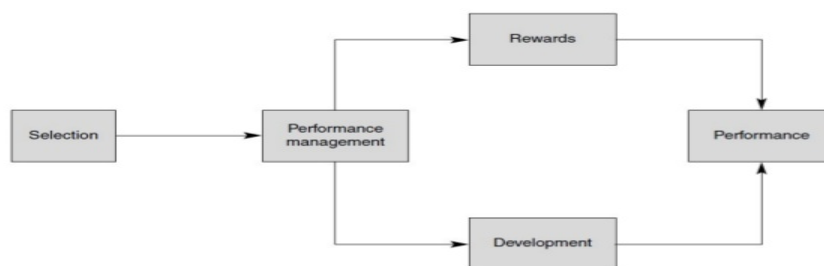 Rewards
Selection
Performance
management
Performance
Development